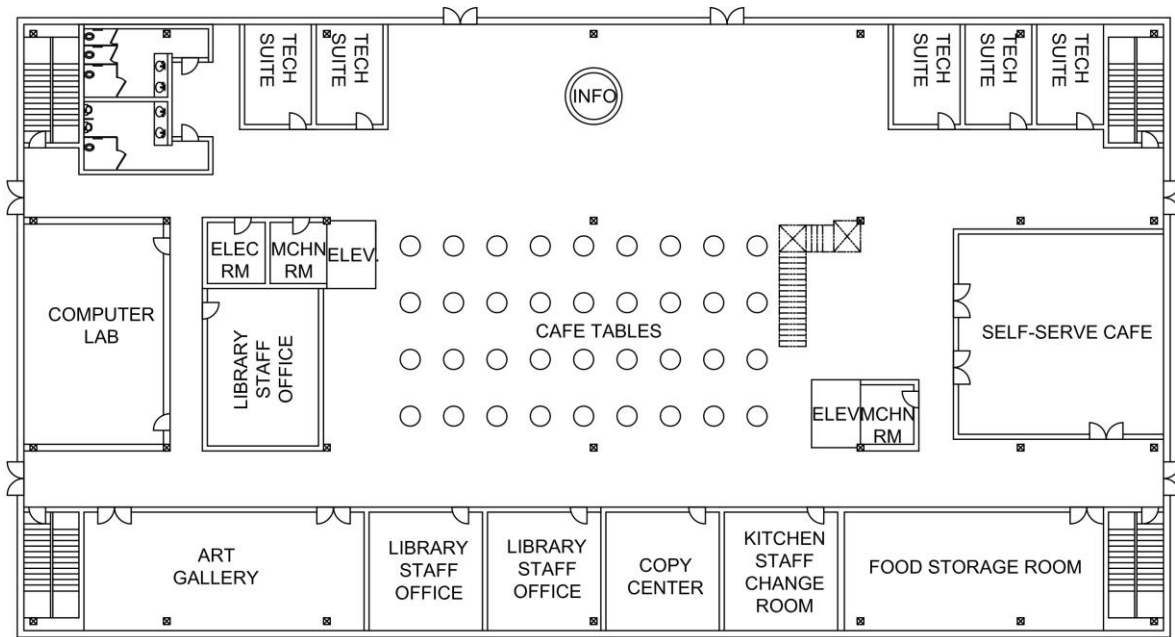 TECH
SUITE
TECH
SUITE
INFO
TECH
SUITE
TECH
SUITE
TECH
SUITE
ELEC
RM
MCHN
RM
ELEV.
COMPUTER
LAB
LIBRARY
STAFF
OFFICE
CAFE TABLES
SELF-SERVE CAFE
ELEV
MCHN
RM
ART
GALLERY
LIBRARY
STAFF
OFFICE
LIBRARY
STAFF
OFFICE
COPY
CENTER
KITCHEN
STAFF
CHANGE
ROOM
FOOD STORAGE ROOM